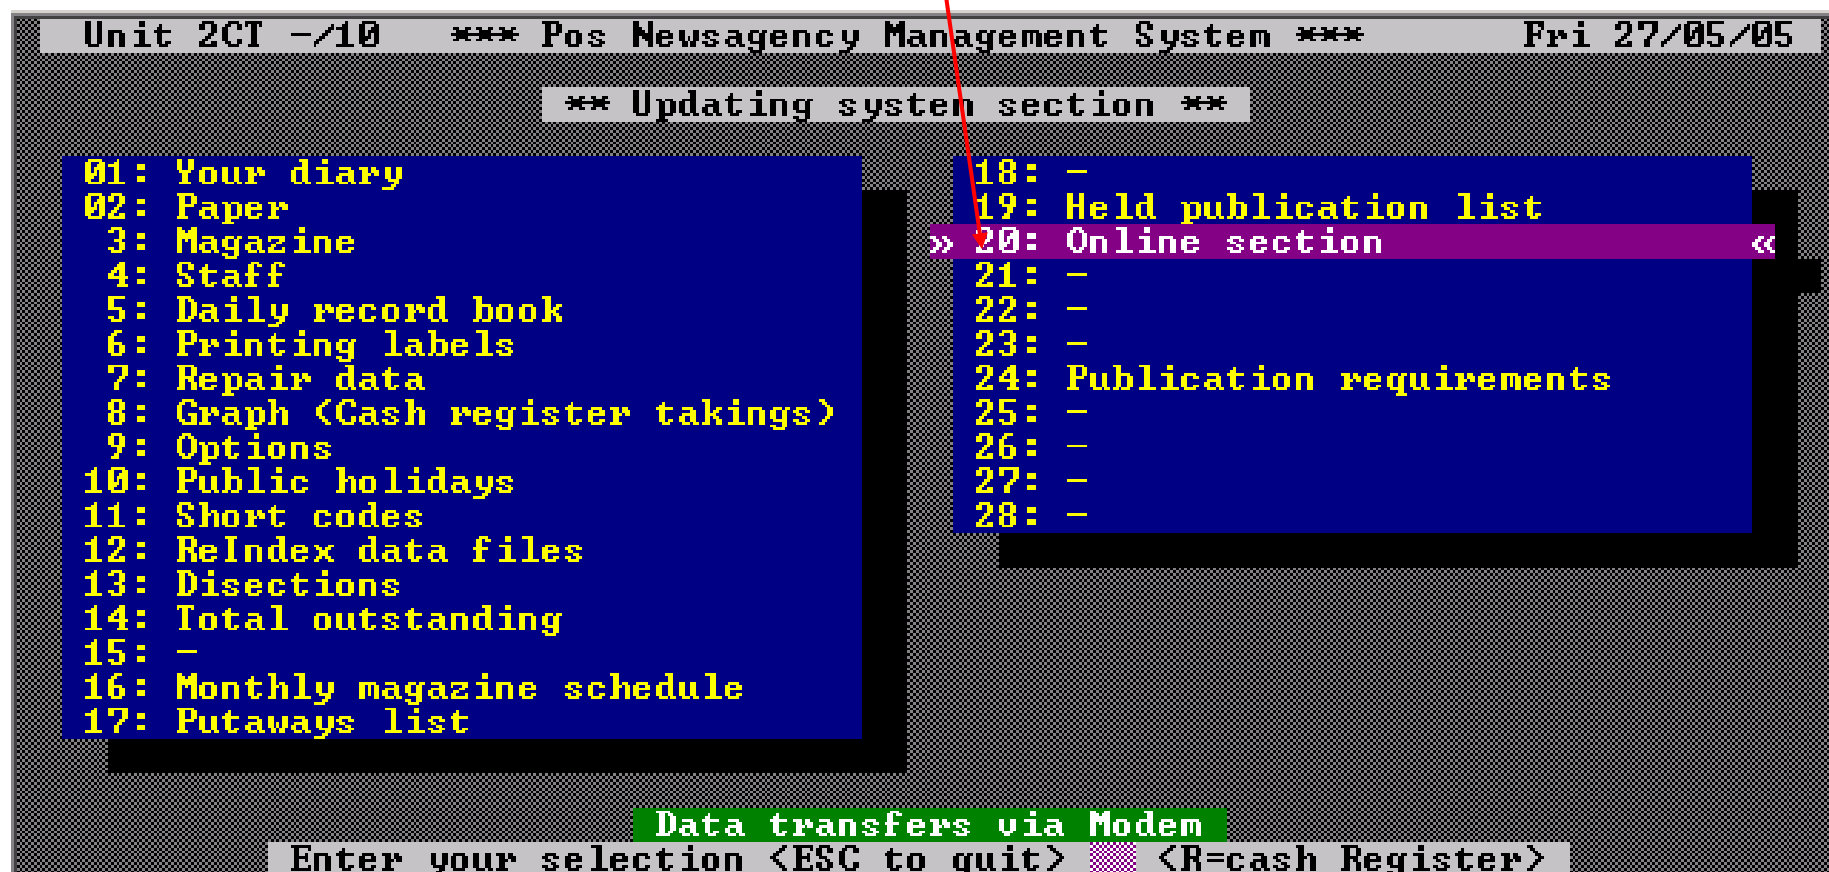 Unit 2CT -/10 *** Pos Newsagency Management System *** Fri 27/05/05
** Updating system section **
01: Your diary
02: Paper
3: Magazine
4: Staff
5: Daily record book
6: Printing labels
7: Repair data
8: Graph (Cash register takings)
9: Options
10: Public holidays
11: Short codes
12: ReIndex data files
13: Disections
14: Total outstanding
15: -
16: Monthly magazine schedule
17: Putaways list
18: -
19: Held publication list
» 20: Online section «
21: -
22: -
23: -
24: Publication requirements
25: -
26: -
27: -
28: -
Data transfers via Modem
Enter your selection <ESC to quit> <R=cash Register>